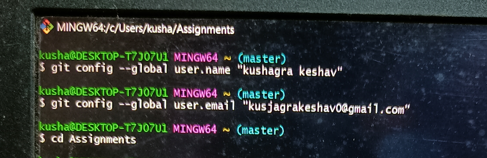 MINGW64:/c/Users/kusha/Assignments
kusha@DESKTOP-T7J07U1 MINGW64 ~ (master)
$ git config --global user.name "kushagra keshav"
kusha@DESKTOP-T7J07U1 MINGW64 ~ (master)
$ git config --global user.email "kusjagrakeshav0@gmail.com"
kusha@DESKTOP-T7J07U1 MINGW64 ~ (master)
$ cd Assignments